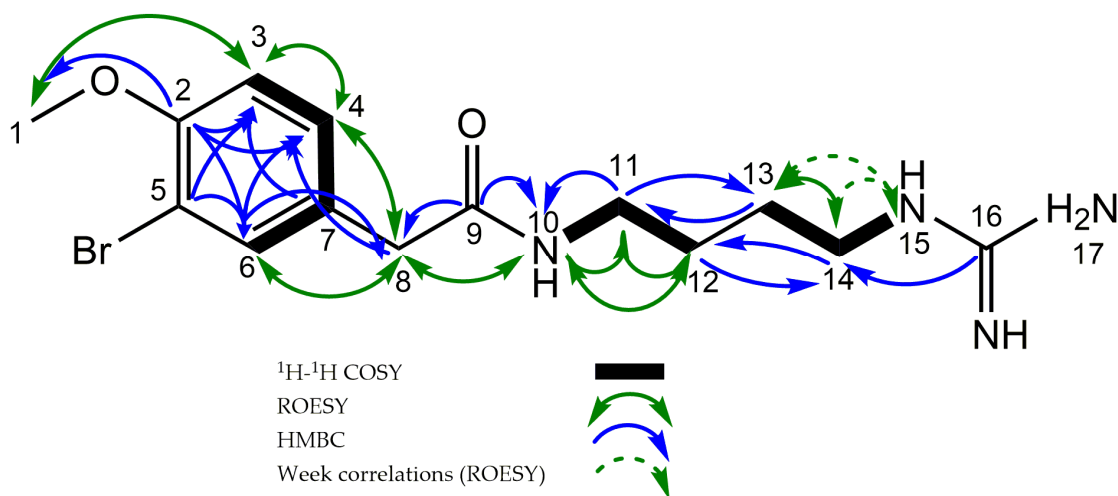 3
O
2
4
1
O
11
13
H
N
5
10
16
H₂N
9
7
N
15
17
Br
6
8
H
12
14
NH
¹H-¹H COSY
ROESY
HMBC
Week correlations (ROESY)